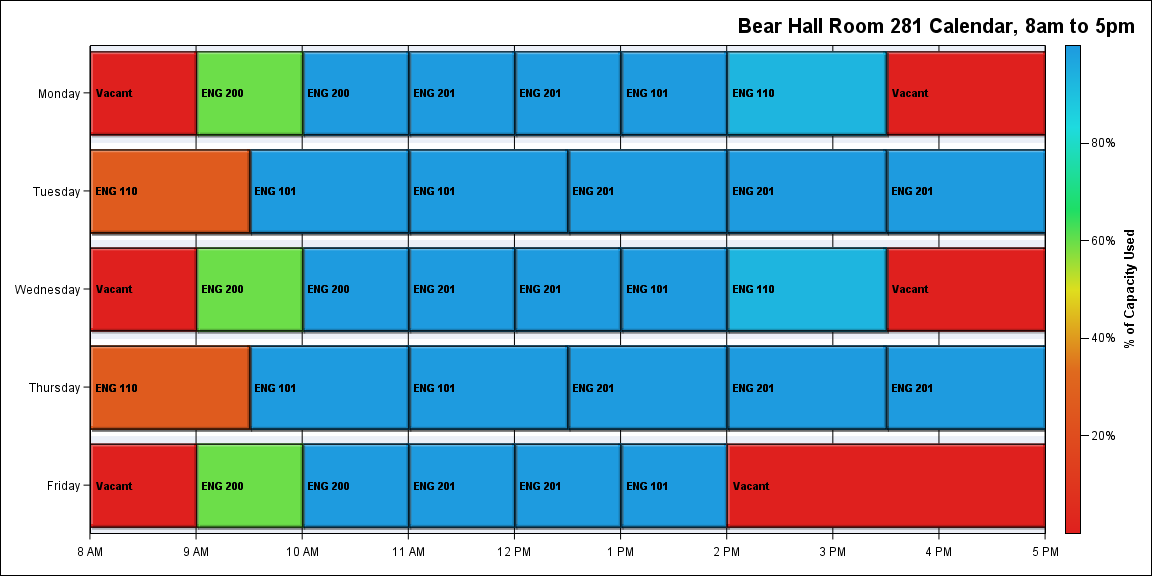 Bear Hall Room 281 Calendar, 8am to 5pm
Monday
Vacant
ENG 200
ENG 200
ENG 201
ENG 201
ENG 101
ENG 110
Vacant
Tuesday
ENG 110
ENG 101
ENG 101
ENG 201
ENG 201
ENG 201
Wednesday
Vacant
ENG 200
ENG 200
ENG 201
ENG 201
ENG 101
ENG 110
Vacant
Thursday
ENG 110
ENG 101
ENG 101
ENG 201
ENG 201
ENG 201
Friday
Vacant
ENG 200
ENG 200
ENG 201
ENG 201
ENG 101
Vacant
8 AM
9 AM
10 AM
11 AM
12 PM
1 PM
2 PM
3 PM
4 PM
5 PM
80%
60%
40%
20%
% of Capacity Used